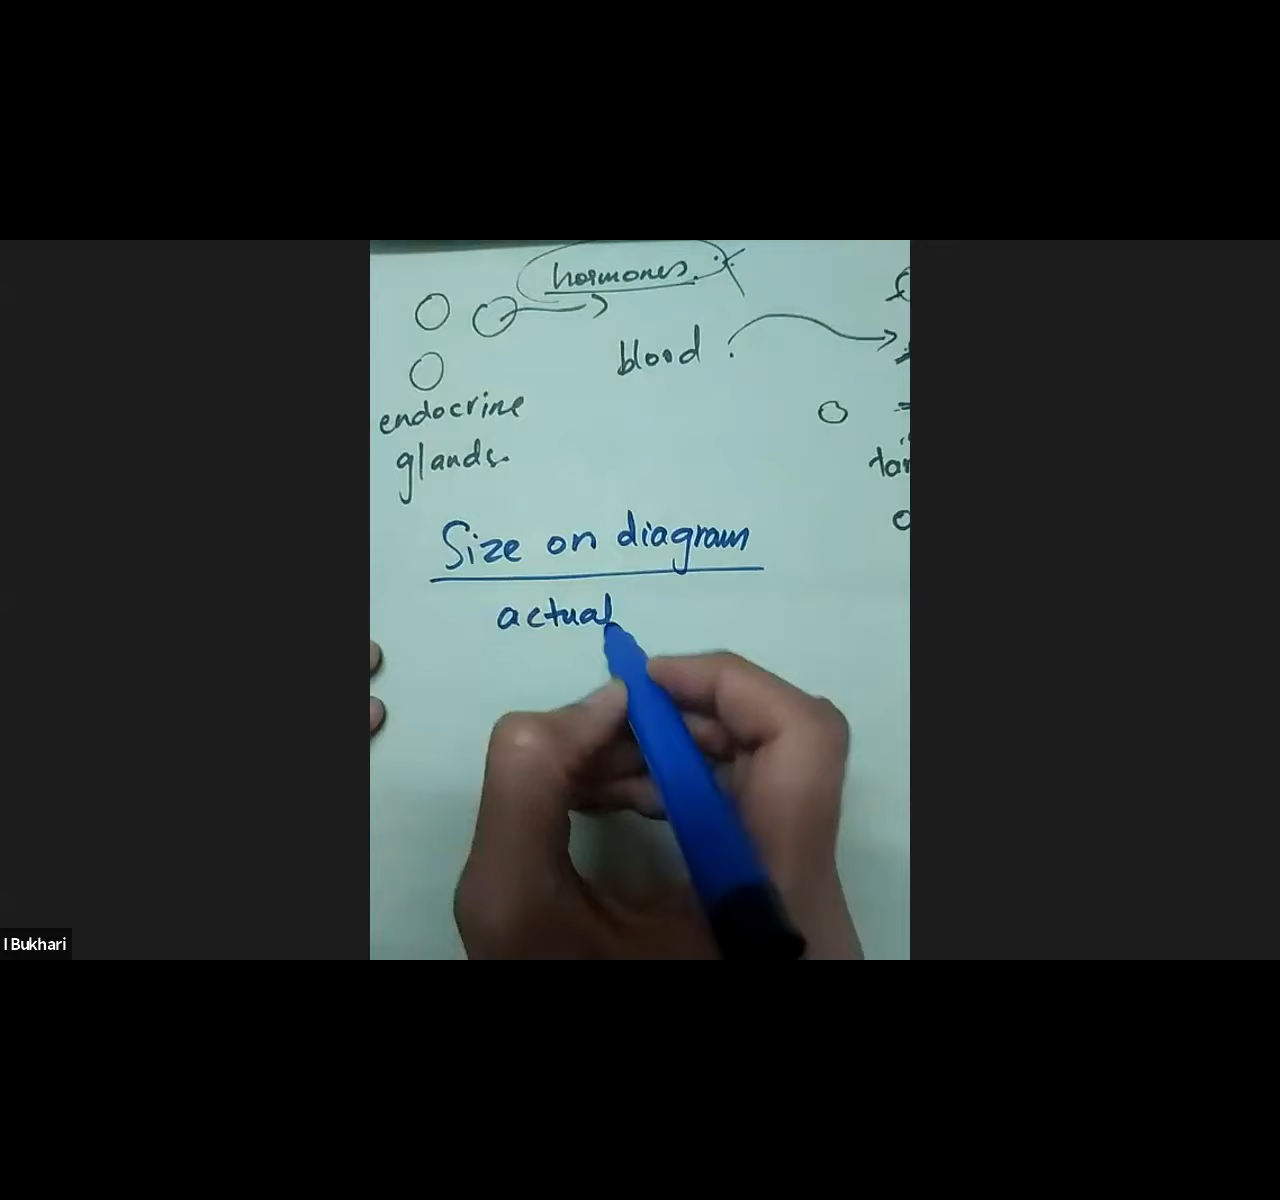 hormones.
blood.
endocrine
glands.
Size on diagram
actual
I Bukhari